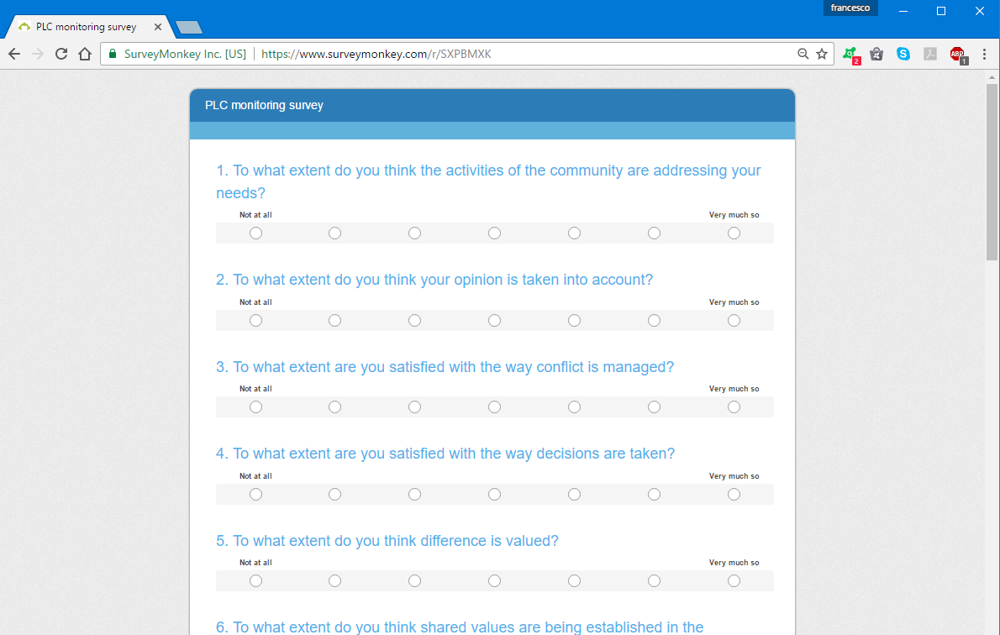 francesco
PLC monitoring survey
SurveyMonkey Inc. [US] https://www.surveymonkey.com/r/SXPBMXK
2
ABP
1
PLC monitoring survey
1. To what extent do you think the activities of the community are addressing your
needs?
Not at all Very much so
2. To what extent do you think your opinion is taken into account?
Not at all Very much so
3. To what extent are you satisfied with the way conflict is managed?
Not at all Very much so
4. To what extent are you satisfied with the way decisions are taken?
Not at all Very much so
5. To what extent do you think difference is valued?
Not at all Very much so
6. To what extent do you think shared values are being established in the